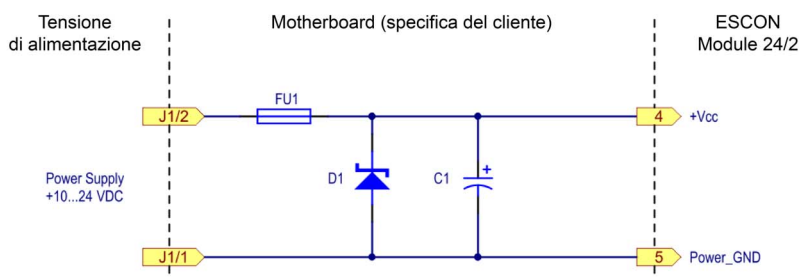 Tensione
di alimentazione
Motherboard (specifica del cliente)
ESCON
Module 24/2
FU1
J1/2
4
+Vcc
Power Supply
+10...24 VDC
D1
C1
+
J1/1
5
Power_GND